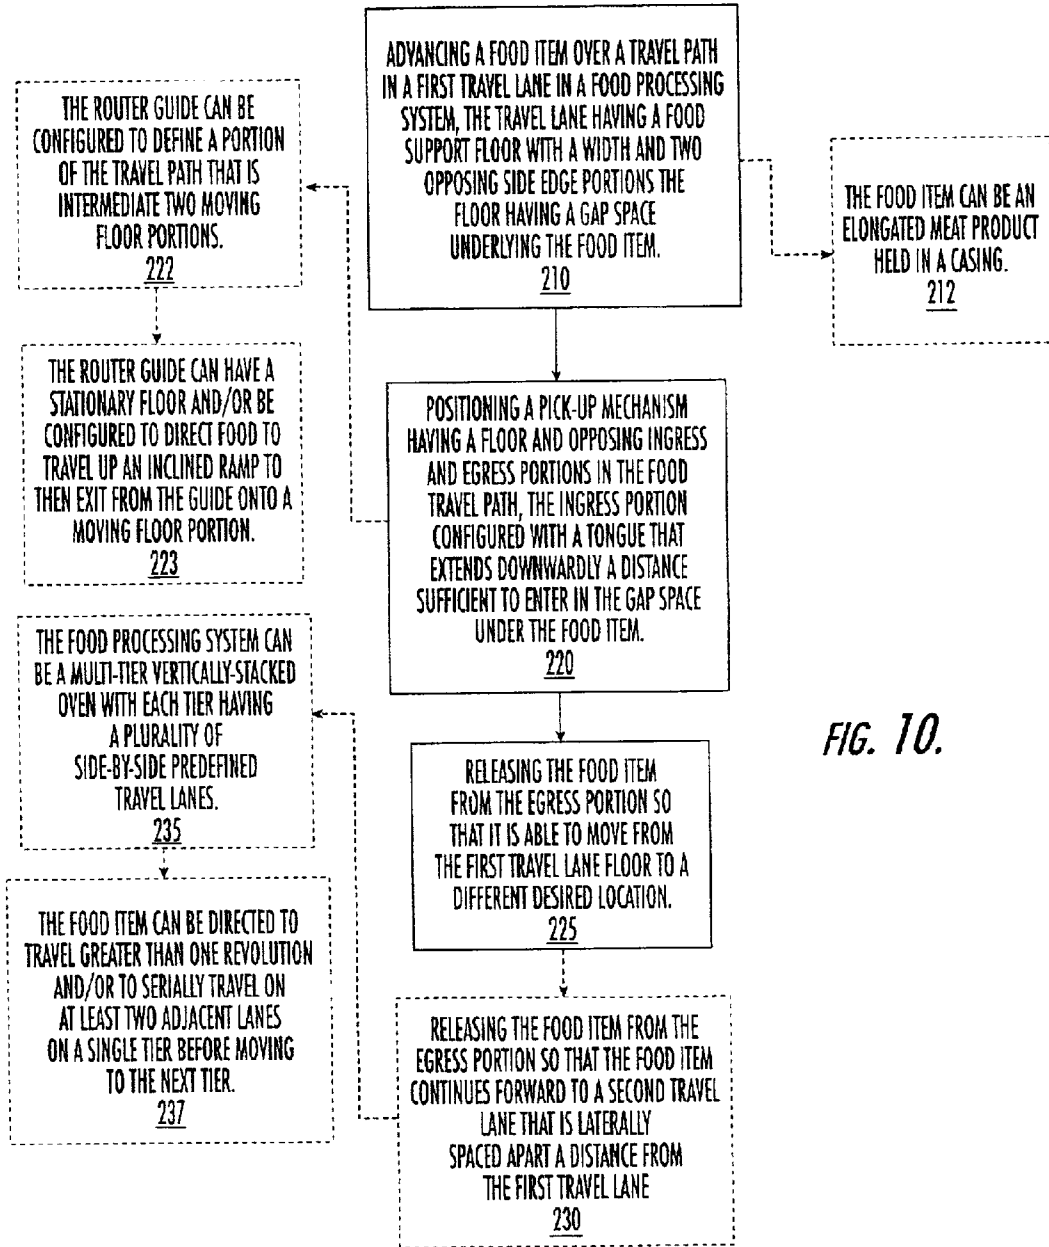 ADVANCING A FOOD ITEM OVER A TRAVEL PATH
IN A FIRST TRAVEL LANE IN A FOOD PROCESSING
SYSTEM, THE TRAVEL LANE HAVING A FOOD
SUPPORT FLOOR WITH A WIDTH AND TWO
OPPOSING SIDE EDGE PORTIONS THE
FLOOR HAVING A GAP SPACE
UNDERLYING THE FOOD ITEM.
210
THE FOOD ITEM CAN BE AN
ELONGATED MEAT PRODUCT
HELD IN A CASING.
212
POSITIONING A PICK-UP MECHANISM
HAVING A FLOOR AND OPPOSING INGRESS
AND EGRESS PORTIONS IN THE FOOD
TRAVEL PATH, THE INGRESS PORTION
CONFIGURED WITH A TONGUE THAT
EXTENDS DOWNWARDLY A DISTANCE
SUFFICIENT TO ENTER IN THE GAP SPACE
UNDER THE FOOD ITEM.
220
THE ROUTER GUIDE CAN BE
CONFIGURED TO DEFINE A PORTION
OF THE TRAVEL PATH THAT IS
INTERMEDIATE TWO MOVING
FLOOR PORTIONS.
222
THE ROUTER GUIDE CAN HAVE A
STATIONARY FLOOR AND/OR BE
CONFIGURED TO DIRECT FOOD TO
TRAVEL UP AN INCLINED RAMP TO
THEN EXIT FROM THE GUIDE ONTO A
MOVING FLOOR PORTION.
223
RELEASING THE FOOD ITEM
FROM THE EGRESS PORTION SO
THAT IT IS ABLE TO MOVE FROM
THE FIRST TRAVEL LANE FLOOR TO A
DIFFERENT DESIRED LOCATION.
225
RELEASING THE FOOD ITEM FROM THE
EGRESS PORTION SO THAT THE FOOD ITEM
CONTINUES FORWARD TO A SECOND TRAVEL
LANE THAT IS LATERALLY
SPACED APART A DISTANCE FROM
THE FIRST TRAVEL LANE
230
THE FOOD PROCESSING SYSTEM CAN
BE A MULTI-TIER VERTICALLY-STACKED
OVEN WITH EACH TIER HAVING
A PLURALITY OF
SIDE-BY-SIDE PREDEFINED
TRAVEL LANES.
235
THE FOOD ITEM CAN BE DIRECTED TO
TRAVEL GREATER THAN ONE REVOLUTION
AND/OR TO SERIALLY TRAVEL ON
AT LEAST TWO ADJACENT LANES
ON A SINGLE TIER BEFORE MOVING
TO THE NEXT TIER.
237
FIG. 10.